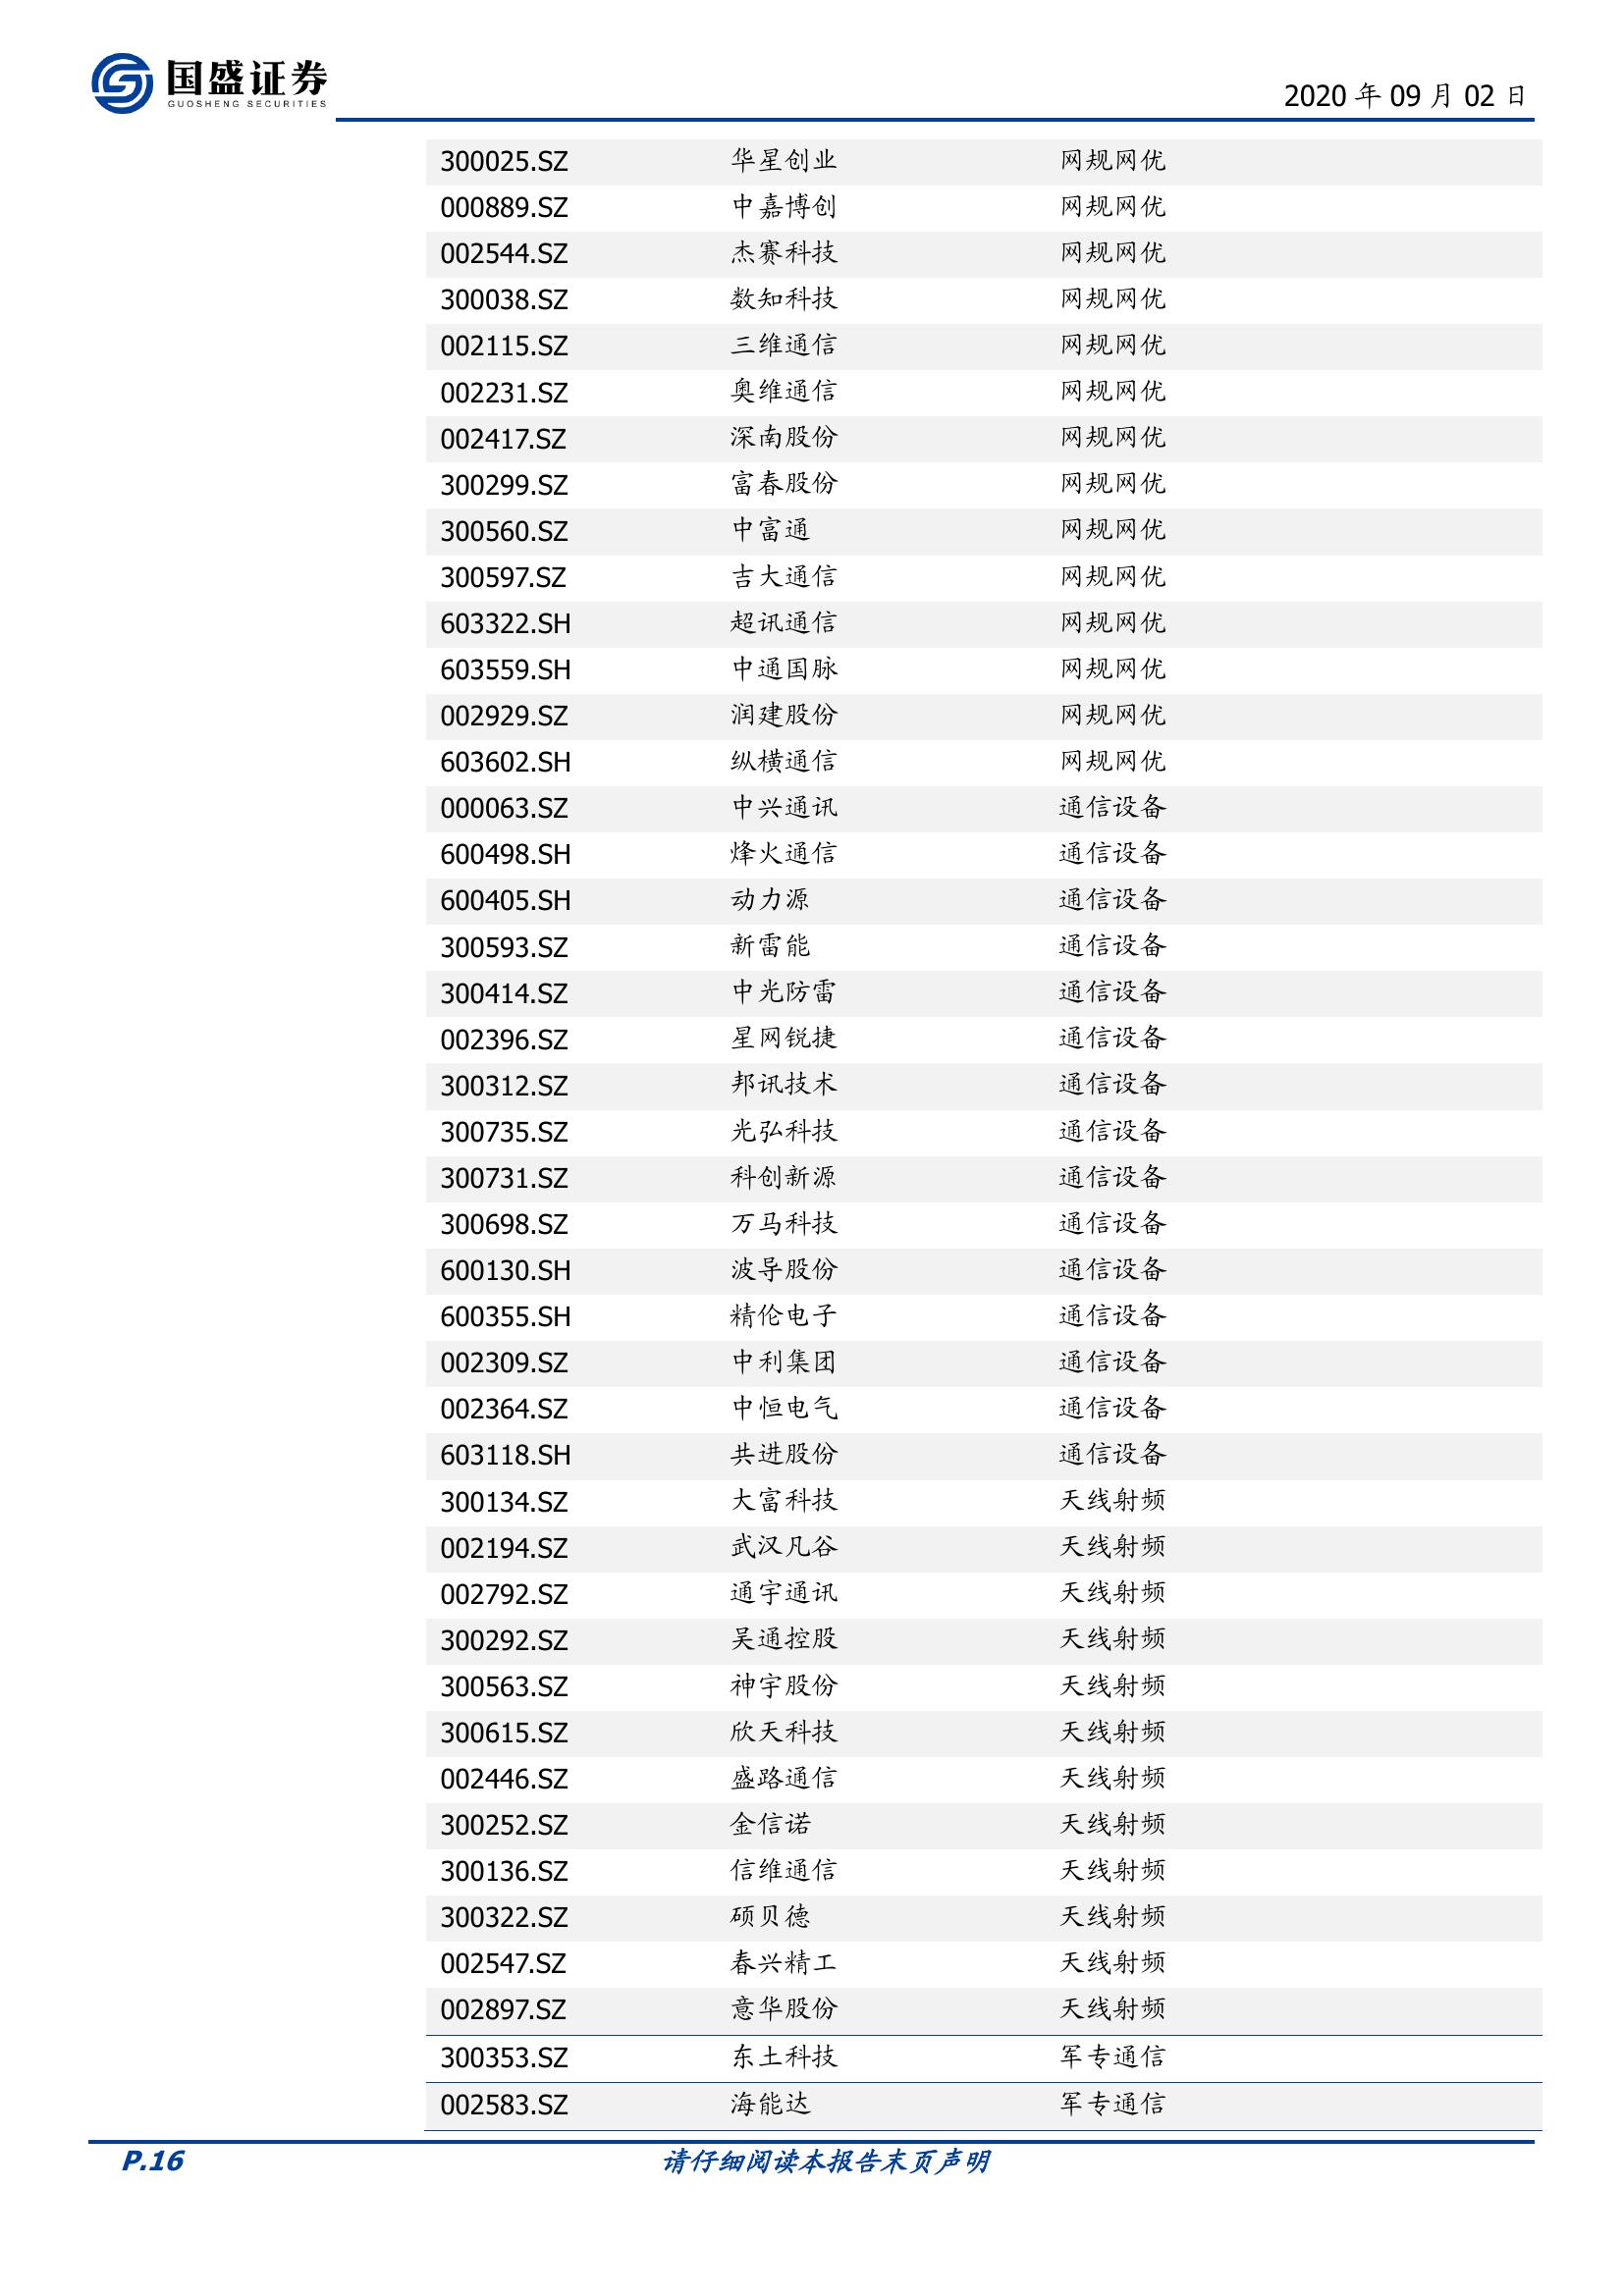 国盛证券
GUOSHENG SECURITIES
2020 年 09 月 02 日
300025.SZ 华星创业 网规网优
000889.SZ 中嘉博创 网规网优
002544.SZ 杰赛科技 网规网优
300038.SZ 数知科技 网规网优
002115.SZ 三维通信 网规网优
002231.SZ 奥维通信 网规网优
002417.SZ 深南股份 网规网优
300299.SZ 富春股份 网规网优
300560.SZ 中富通 网规网优
300597.SZ 吉大通信 网规网优
603322.SH 超讯通信 网规网优
603559.SH 中通国脉 网规网优
002929.SZ 润建股份 网规网优
603602.SH 纵横通信 网规网优
000063.SZ 中兴通讯 通信设备
600498.SH 烽火通信 通信设备
600405.SH 动力源 通信设备
300593.SZ 新雷能 通信设备
300414.SZ 中光防雷 通信设备
002396.SZ 星网锐捷 通信设备
300312.SZ 邦讯技术 通信设备
300735.SZ 光弘科技 通信设备
300731.SZ 科创新源 通信设备
300698.SZ 万马科技 通信设备
600130.SH 波导股份 通信设备
600355.SH 精伦电子 通信设备
002309.SZ 中利集团 通信设备
002364.SZ 中恒电气 通信设备
603118.SH 共进股份 通信设备
300134.SZ 大富科技 天线射频
002194.SZ 武汉凡谷 天线射频
002792.SZ 通宇通讯 天线射频
300292.SZ 吴通控股 天线射频
300563.SZ 神宇股份 天线射频
300615.SZ 欣天科技 天线射频
002446.SZ 盛路通信 天线射频
300252.SZ 金信诺 天线射频
300136.SZ 信维通信 天线射频
300322.SZ 硕贝德 天线射频
002547.SZ 春兴精工 天线射频
002897.SZ 意华股份 天线射频
300353.SZ 东土科技 军专通信
002583.SZ 海能达 军专通信
P.16 请仔细阅读本报告末页声明